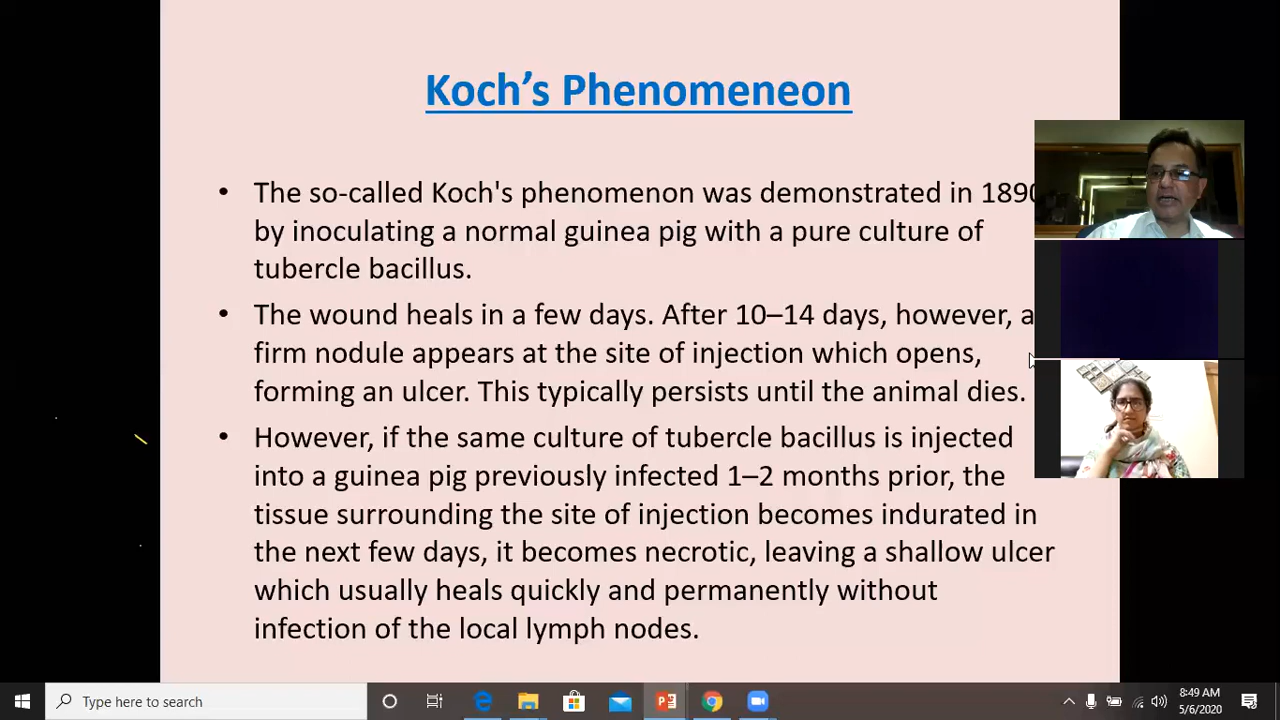 Koch’s Phenomeneon
• The so-called Koch's phenomenon was demonstrated in 1890
by inoculating a normal guinea pig with a pure culture of
tubercle bacillus.
• The wound heals in a few days. After 10–14 days, however, a
firm nodule appears at the site of injection which opens,
forming an ulcer. This typically persists until the animal dies.
• However, if the same culture of tubercle bacillus is injected
into a guinea pig previously infected 1–2 months prior, the
tissue surrounding the site of injection becomes indurated in
the next few days, it becomes necrotic, leaving a shallow ulcer
which usually heals quickly and permanently without
infection of the local lymph nodes.
Type here to search
8:49 AM
5/6/2020